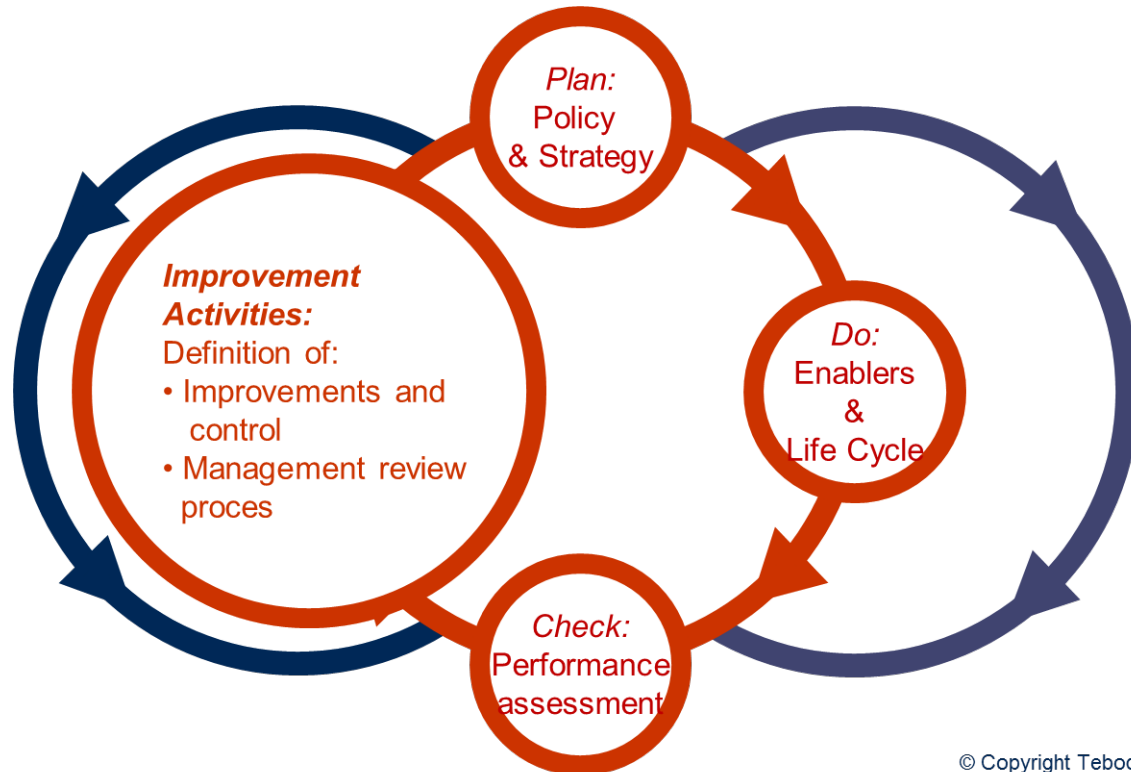 Plan:
Policy
& Strategy
Improvement
Activities:
Definition of:
• Improvements and
control
• Management review
proces
Do:
Enablers
&
Life Cycle
Check:
Performance
assessment
© Copyright Tebod